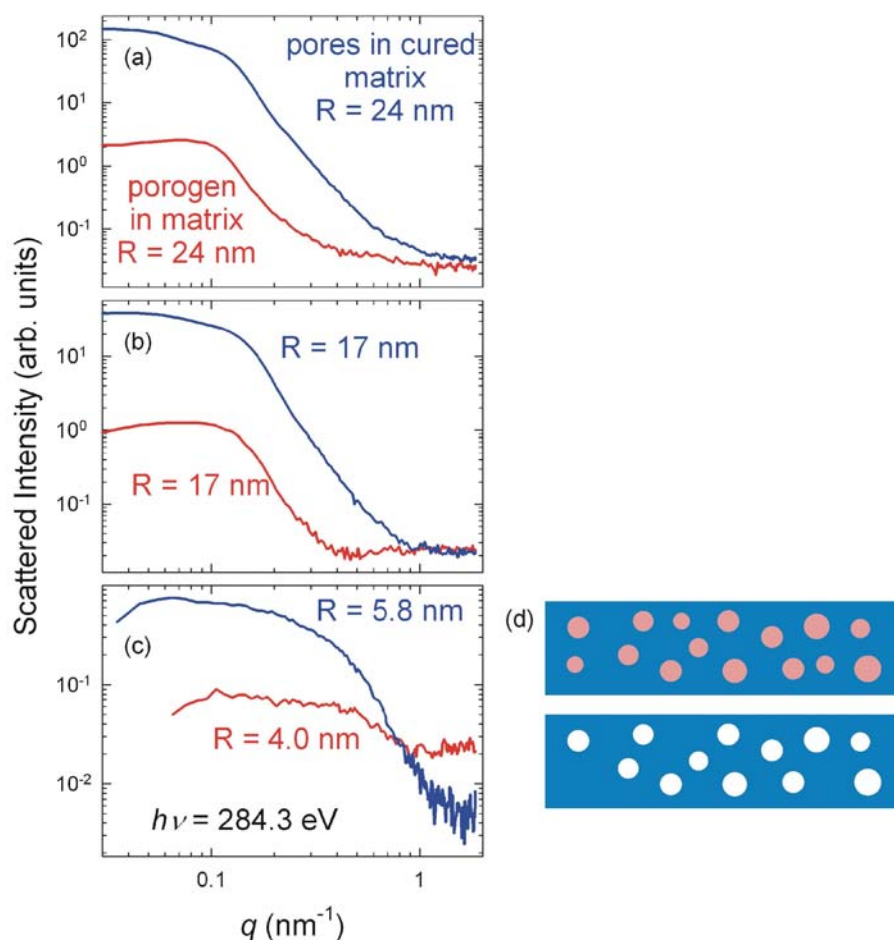 Scattered Intensity (arb. units)
10²
10¹
10⁰
10⁻¹
(a)
pores in cured
matrix
R = 24 nm
porogen
in matrix
R = 24 nm
10¹
10⁰
10⁻¹
(b)
R = 17 nm
R = 17 nm
10⁻¹
10⁻²
(c)
R = 5.8 nm
R = 4.0 nm
hν = 284.3 eV
0.1
1
q (nm⁻¹)
(d)